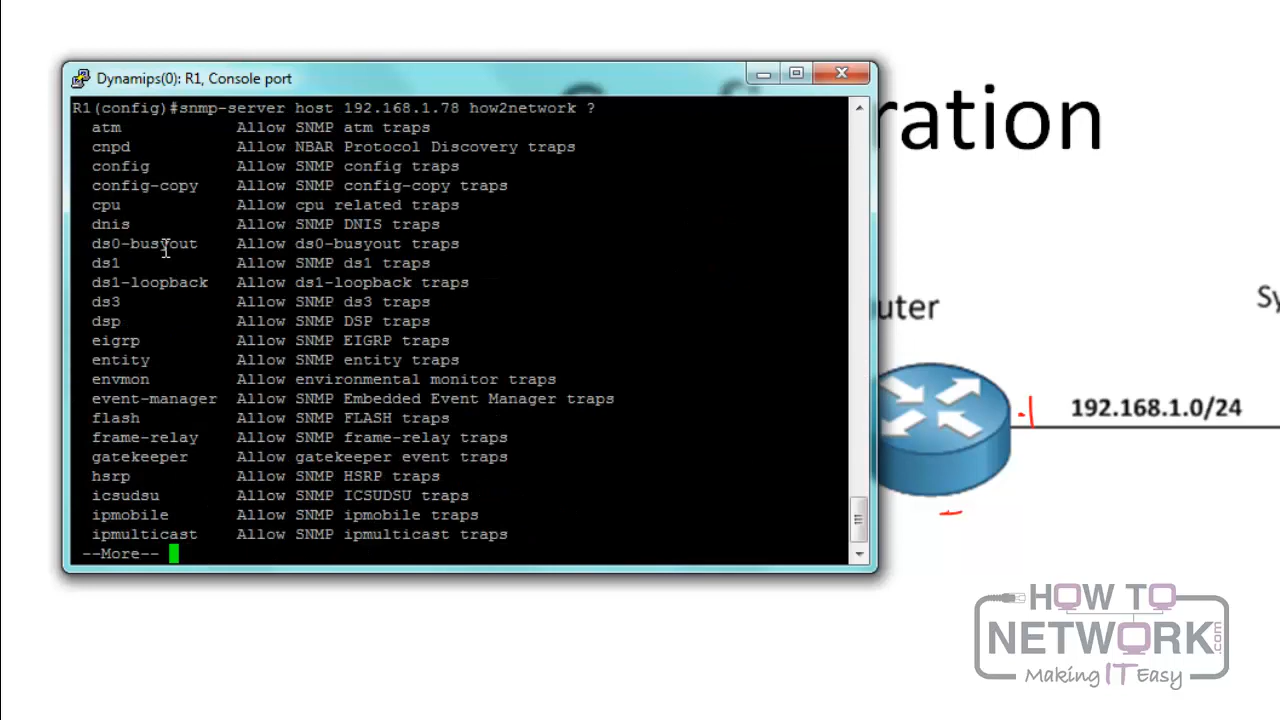 Dynamips(0): R1, Console port
R1(config)#snmp-server host 192.168.1.78 how2network ?
atm Allow SNMP atm traps
cnpd Allow NBAR Protocol Discovery traps
config Allow SNMP config traps
config-copy Allow SNMP config-copy traps
cpu Allow cpu related traps
dnis Allow SNMP DNIS traps
ds0-busyout Allow ds0-busyout traps
ds1 Allow SNMP ds1 traps
ds1-loopback Allow ds1-loopback traps
ds3 Allow SNMP ds3 traps
dsp Allow SNMP DSP traps
eigrp Allow SNMP EIGRP traps
entity Allow SNMP entity traps
envmon Allow environmental monitor traps
event-manager Allow SNMP Embedded Event Manager traps
flash Allow SNMP FLASH traps
frame-relay Allow SNMP frame-relay traps
gatekeeper Allow gatekeeper event traps
hsrp Allow SNMP HSRP traps
icsudsu Allow SNMP ICSUDSU traps
ipmobile Allow SNMP ipmobile traps
ipmulticast Allow SNMP ipmulticast traps
--More--
ration
uter
Sy
.1
192.168.1.0/24
HOW TO
NETWORK.com
Making IT Easy